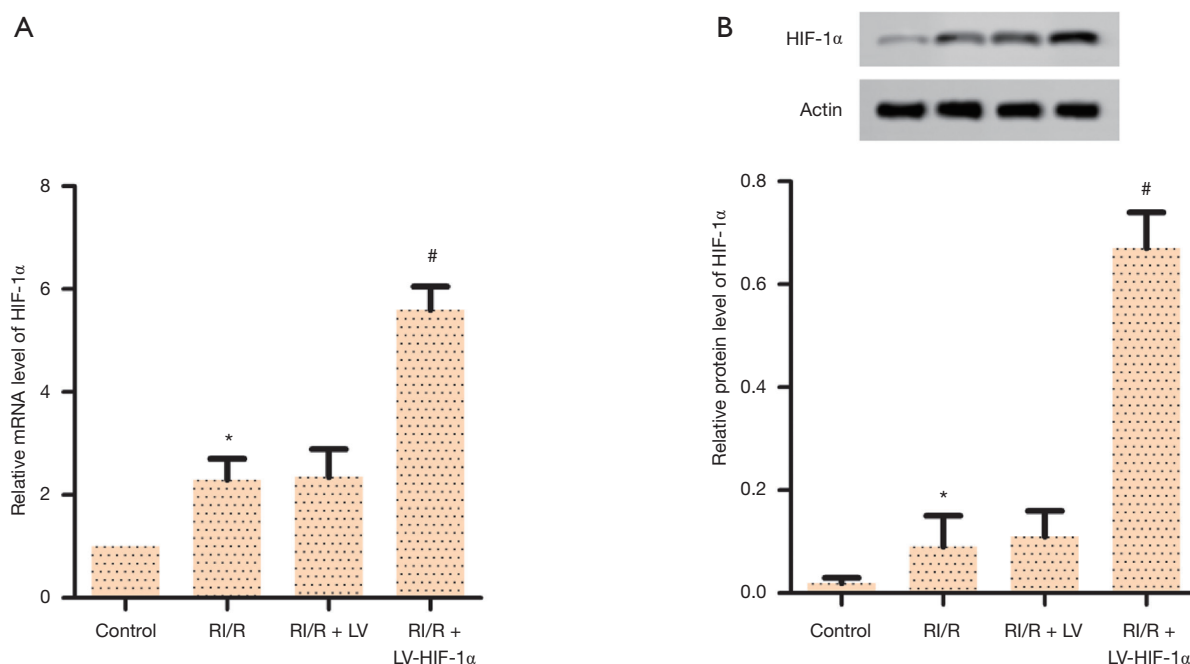 A
Relative mRNA level of HIF-1α
8
6
4
2
0
*
#
Control
RI/R
RI/R + LV
RI/R +
LV-HIF-1α
B
HIF-1α
Actin
Relative protein level of HIF-1α
0.8
0.6
0.4
0.2
0.0
*
#
Control
RI/R
RI/R + LV
RI/R +
LV-HIF-1α